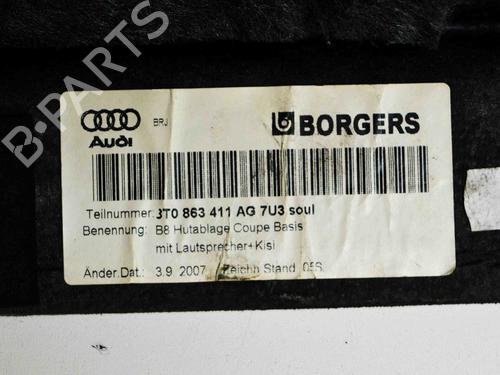 B-PARTS
Audi
BRJ
BORGERS
Teilnummer: 8T0 863 411 AG 7U3 soul
Benennung: B8 Hutablage Coupe Basis
mit Lautsprecher+Kisi
Änder.Dat.: 3.9. 2007 Zeichn Stand 05S